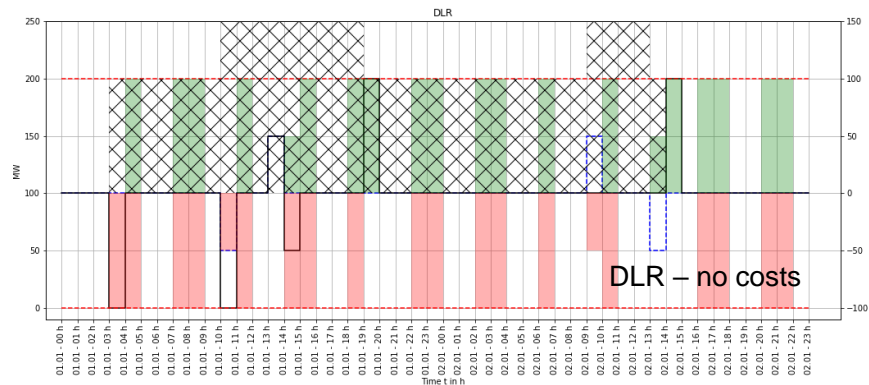 DLR
250
200
150
100
50
0
MW
150
100
50
0
−50
−100
DLR – no costs
01.01 - 00 h
01.01 - 01 h
01.01 - 02 h
01.01 - 03 h
01.01 - 04 h
01.01 - 05 h
01.01 - 06 h
01.01 - 07 h
01.01 - 08 h
01.01 - 09 h
01.01 - 10 h
01.01 - 11 h
01.01 - 12 h
01.01 - 13 h
01.01 - 14 h
01.01 - 15 h
01.01 - 16 h
01.01 - 17 h
01.01 - 18 h
01.01 - 19 h
01.01 - 20 h
01.01 - 21 h
01.01 - 22 h
01.01 - 23 h
02.01 - 00 h
02.01 - 01 h
02.01 - 02 h
02.01 - 03 h
02.01 - 04 h
02.01 - 05 h
02.01 - 06 h
02.01 - 07 h
02.01 - 08 h
02.01 - 09 h
02.01 - 10 h
02.01 - 11 h
02.01 - 12 h
02.01 - 13 h
02.01 - 14 h
02.01 - 15 h
02.01 - 16 h
02.01 - 17 h
02.01 - 18 h
02.01 - 19 h
02.01 - 20 h
02.01 - 21 h
02.01 - 22 h
02.01 - 23 h
Time t in h